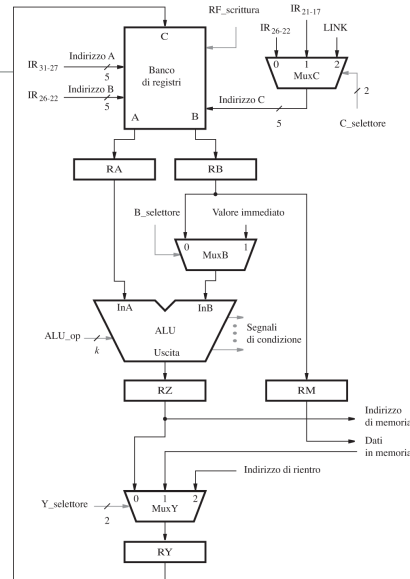 RF_scrittura
IR21-17
IR26-22
LINK
C
0 1 2
MuxC
IR31-27
Indirizzo A
5
Banco
di registri
IR26-22
Indirizzo B
5
Indirizzo C
5
2
C_selettore
A
B
RA
RB
B_selettore
Valore immediato
0
1
MuxB
InA
InB
ALU
ALU_op
k
Uscita
Segnali
di condizione
RZ
RM
Indirizzo
di memoria
Dati
in memoria
Indirizzo di rientro
0 1 2
Y_selettore
2
MuxY
RY